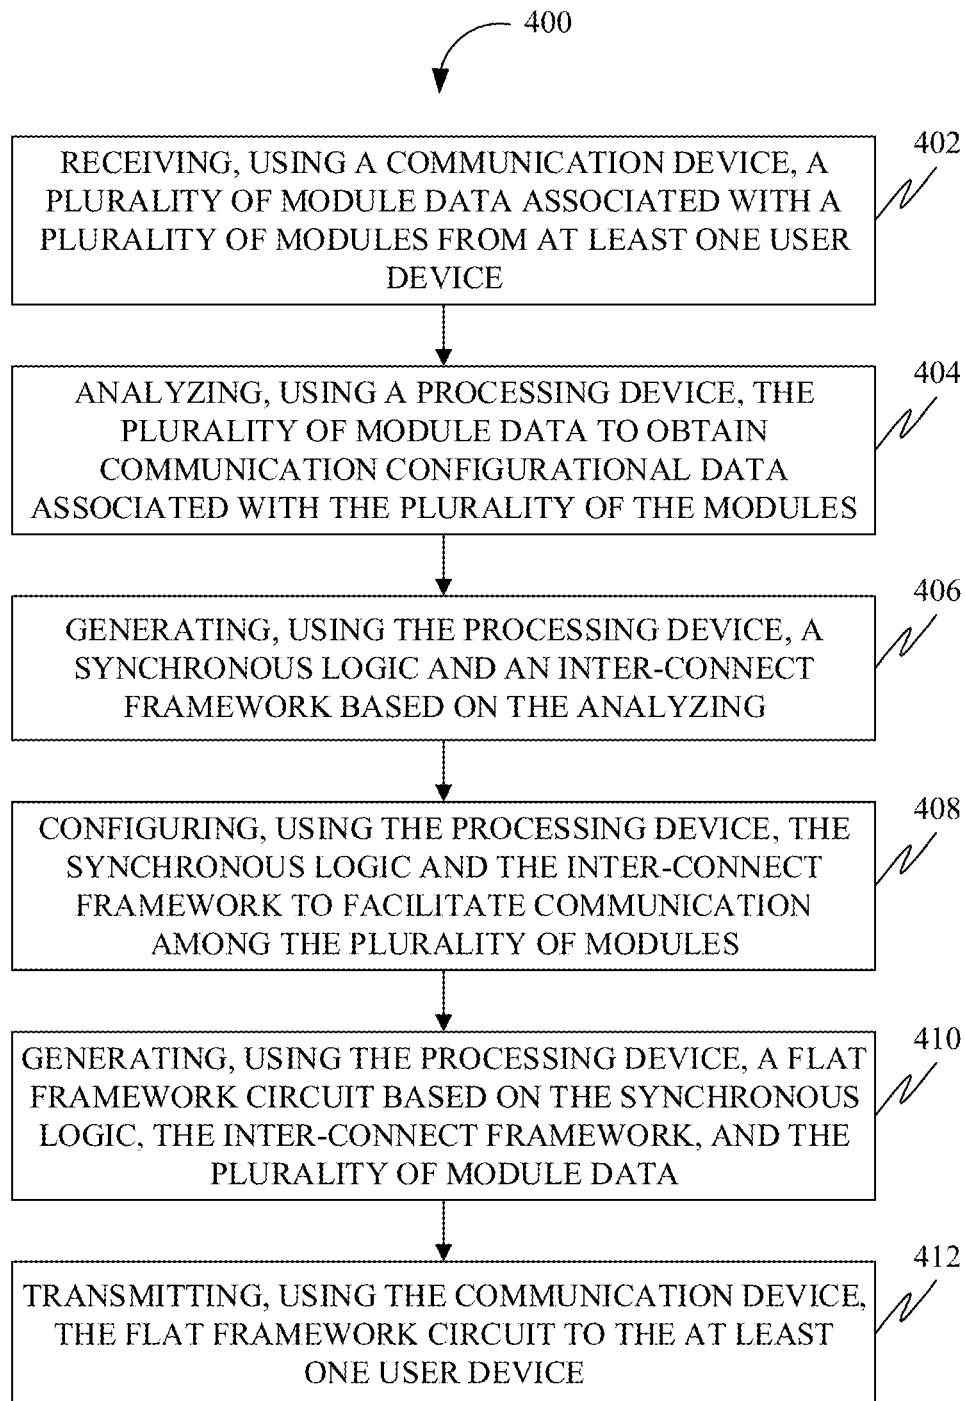 400
402
RECEIVING, USING A COMMUNICATION DEVICE, A
PLURALITY OF MODULE DATA ASSOCIATED WITH A
PLURALITY OF MODULES FROM AT LEAST ONE USER
DEVICE
404
ANALYZING, USING A PROCESSING DEVICE, THE
PLURALITY OF MODULE DATA TO OBTAIN
COMMUNICATION CONFIGURATIONAL DATA
ASSOCIATED WITH THE PLURALITY OF THE MODULES
406
GENERATING, USING THE PROCESSING DEVICE, A
SYNCHRONOUS LOGIC AND AN INTER-CONNECT
FRAMEWORK BASED ON THE ANALYZING
408
CONFIGURING, USING THE PROCESSING DEVICE, THE
SYNCHRONOUS LOGIC AND THE INTER-CONNECT
FRAMEWORK TO FACILITATE COMMUNICATION
AMONG THE PLURALITY OF MODULES
410
GENERATING, USING THE PROCESSING DEVICE, A FLAT
FRAMEWORK CIRCUIT BASED ON THE SYNCHRONOUS
LOGIC, THE INTER-CONNECT FRAMEWORK, AND THE
PLURALITY OF MODULE DATA
412
TRANSMITTING, USING THE COMMUNICATION DEVICE,
THE FLAT FRAMEWORK CIRCUIT TO THE AT LEAST
ONE USER DEVICE